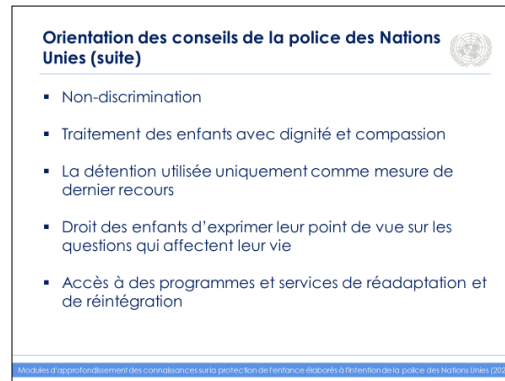 Orientation des conseils de la police des Nations
Unies (suite)
▪ Non-discrimination
▪ Traitement des enfants avec dignité et compassion
▪ La détention utilisée uniquement comme mesure de
dernier recours
▪ Droit des enfants d’exprimer leur point de vue sur les
questions qui affectent leur vie
▪ Accès à des programmes et services de réadaptation et
de réintégration
Modules d’approfondissement des connaissances sur la protection de l’enfance élaborés à l’intention de la police des Nations Unies